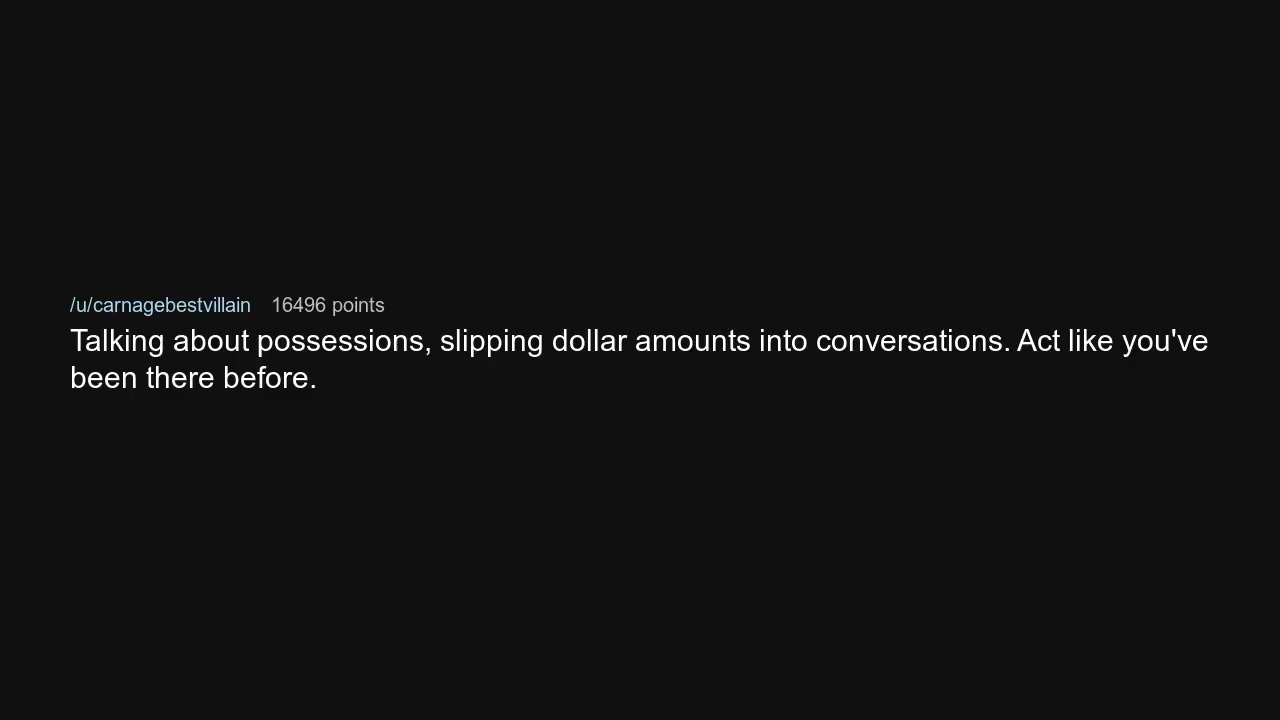 /u/carnagebestvillain 16496 points
Talking about possessions, slipping dollar amounts into conversations. Act like you've
been there before.